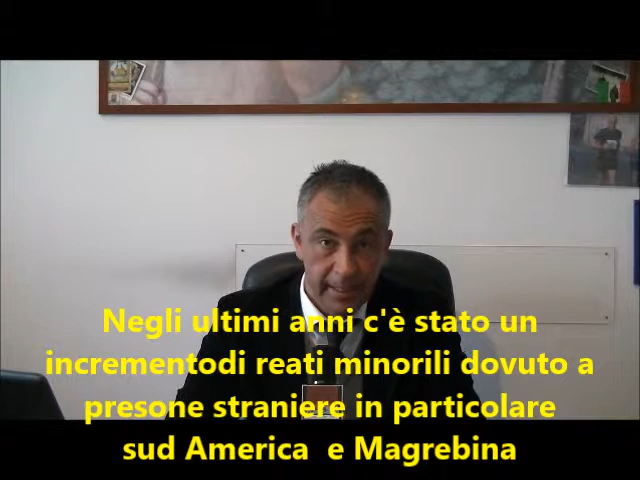 Negli ultimi anni c'è stato un
incrementodi reati minorili dovuto a
presone straniere in particolare
sud America  e Magrebina